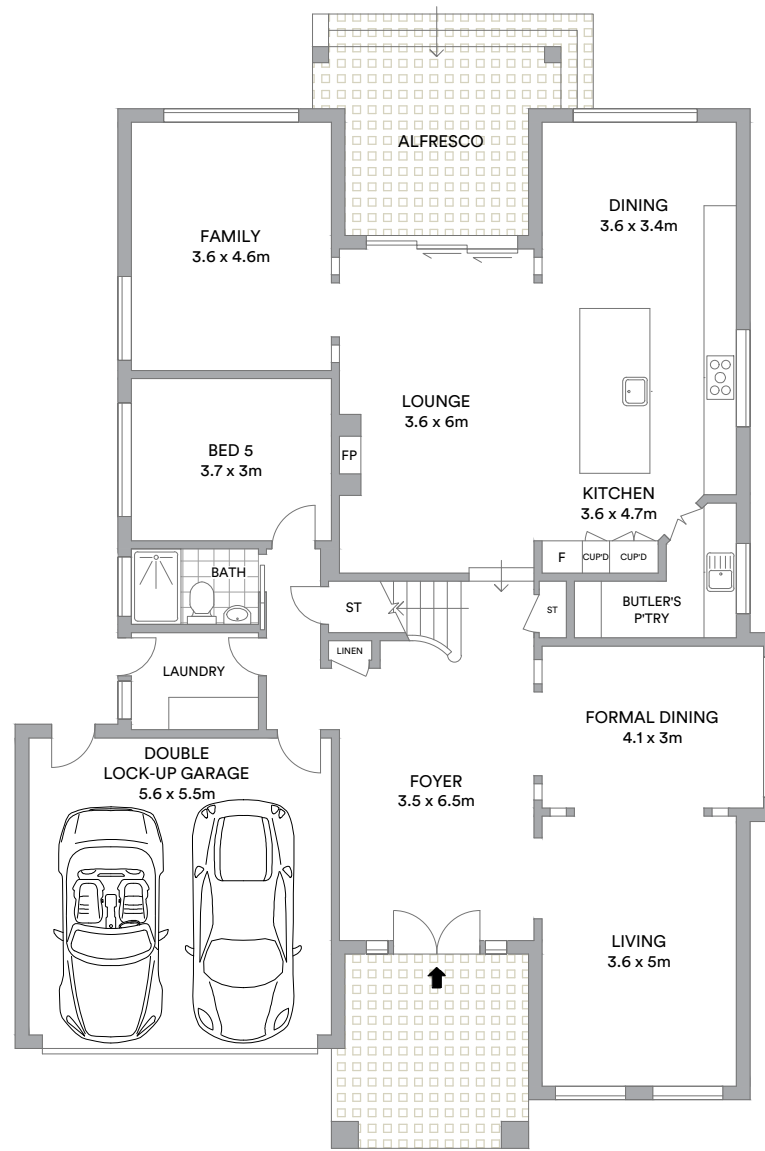 ALFRESCO
DINING
3.6 x 3.4m
FAMILY
3.6 x 4.6m
LOUNGE
3.6 x 6m
BED 5
3.7 x 3m
FP
KITCHEN
3.6 x 4.7m
F
CUP'D
CUP'D
BATH
ST
ST
BUTLER'S
P'TRY
LINEN
LAUNDRY
FORMAL DINING
4.1 x 3m
DOUBLE
LOCK-UP GARAGE
5.6 x 5.5m
FOYER
3.5 x 6.5m
LIVING
3.6 x 5m